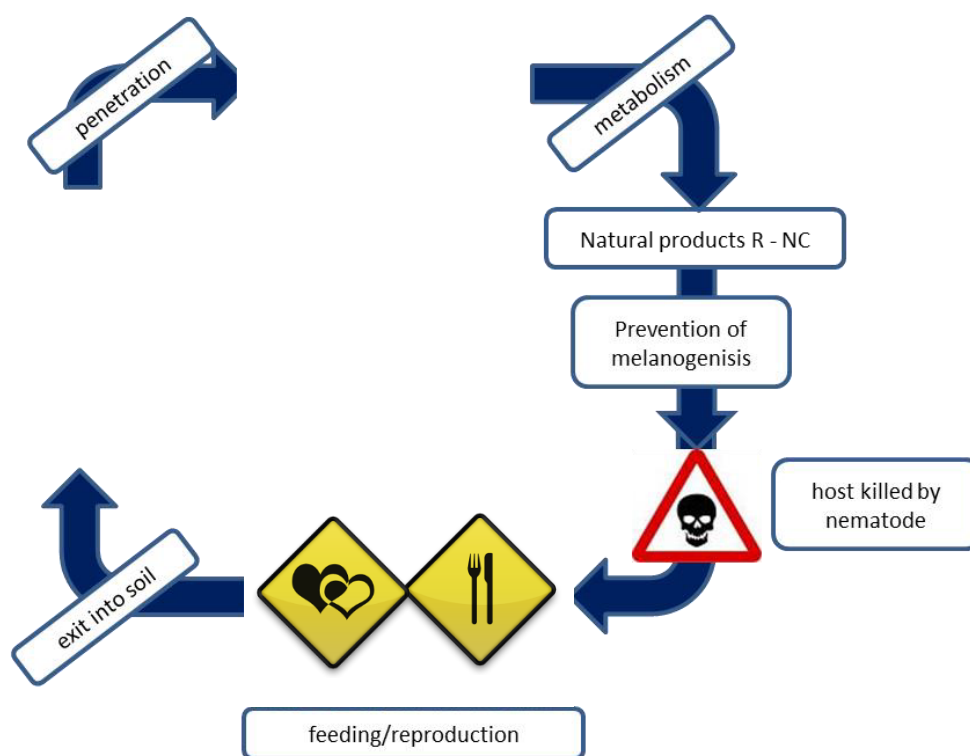 penetration
metabolism
Natural products R - NC
Prevention of
melanogenisis
host killed by
nematode
exit into soil
feeding/reproduction